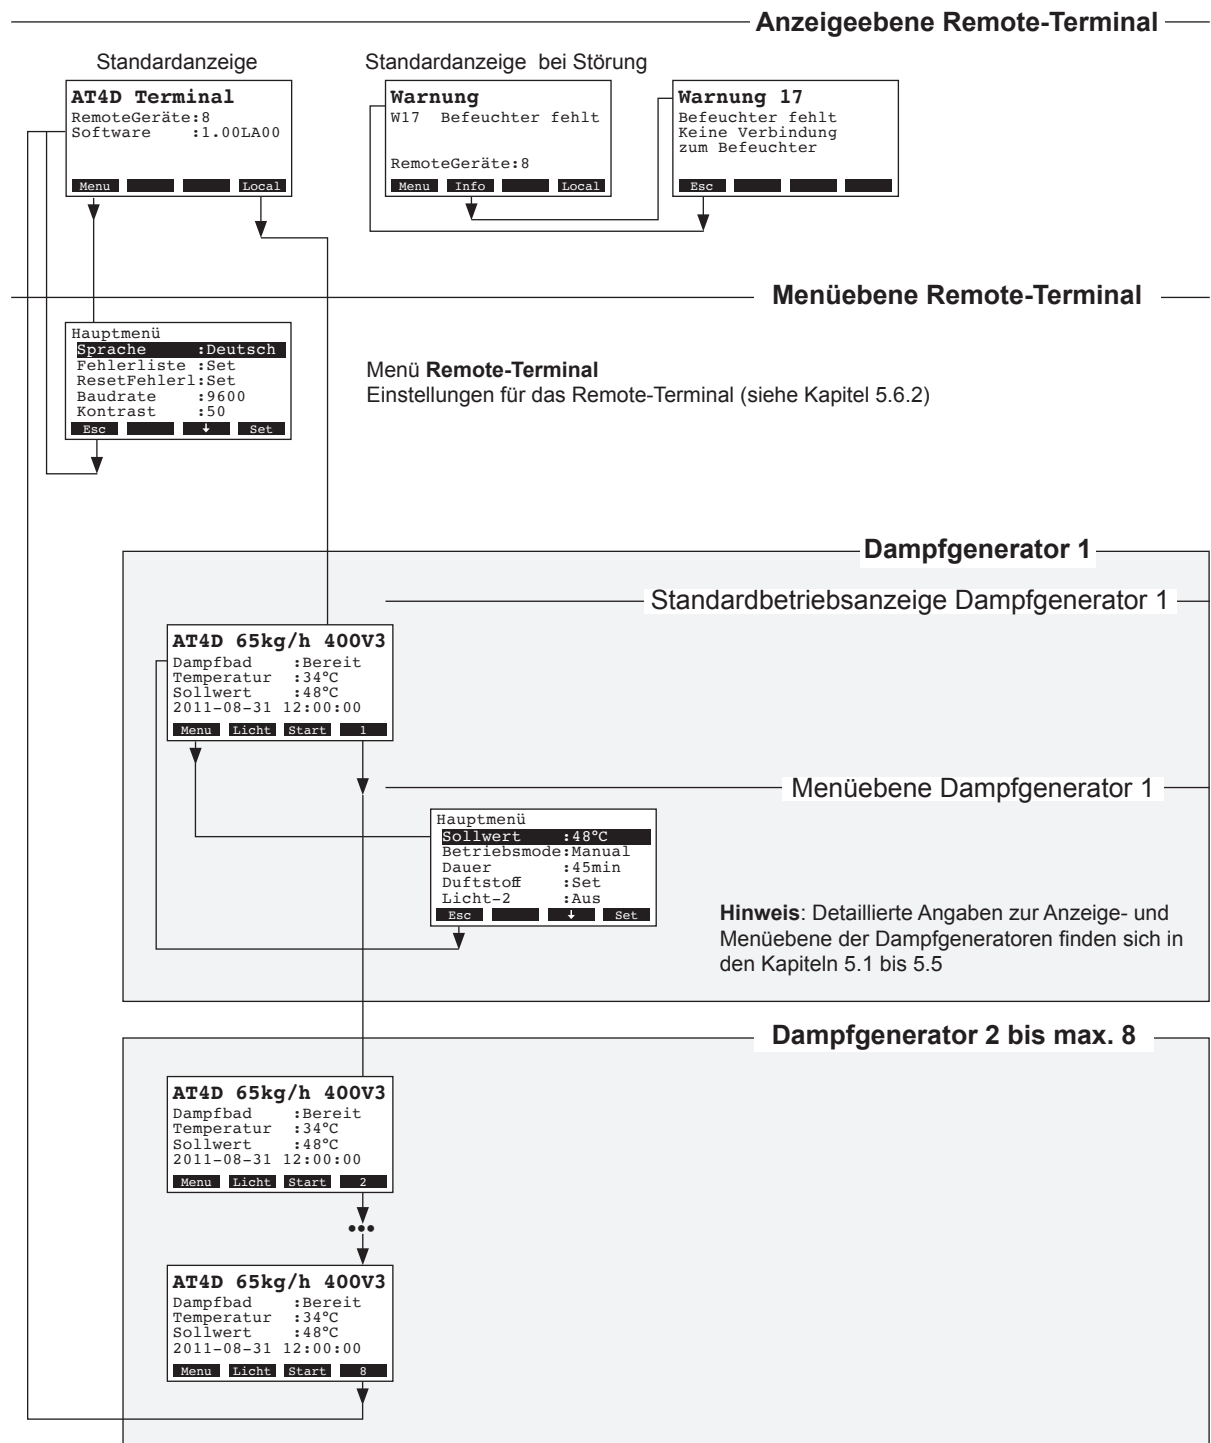 Anzeigeebene Remote-Terminal
Standardanzeige
AT4D Terminal
RemoteGeräte:8
Software :1.00LA00
Menu Local
Standardanzeige bei Störung
Warnung
W17 Befeuchter fehlt
RemoteGeräte:8
Menu Info Local
Warnung 17
Befeuchter fehlt
Keine Verbindung
zum Befeuchter
Esc
Menüebene Remote-Terminal
Hauptmenü
Sprache :Deutsch
Fehlerliste :Set
ResetFehlerl:Set
Baudrate :9600
Kontrast :50
Esc ↓ Set
Menü Remote-Terminal
Einstellungen für das Remote-Terminal (siehe Kapitel 5.6.2)
Dampfgenerator 1
Standardbetriebsanzeige Dampfgenerator 1
AT4D 65kg/h 400V3
Dampfbad :Bereit
Temperatur :34°C
Sollwert :48°C
2011-08-31 12:00:00
Menu Licht Start 1
Menüebene Dampfgenerator 1
Hauptmenü
Sollwert :48°C
Betriebsmode:Manual
Dauer :45min
Duftstoff :Set
Licht-2 :Aus
Esc ↓ Set
Hinweis: Detaillierte Angaben zur Anzeige- und
Menüebene der Dampfgeneratoren finden sich in
den Kapiteln 5.1 bis 5.5
Dampfgenerator 2 bis max. 8
AT4D 65kg/h 400V3
Dampfbad :Bereit
Temperatur :34°C
Sollwert :48°C
2011-08-31 12:00:00
Menu Licht Start 2
•••
AT4D 65kg/h 400V3
Dampfbad :Bereit
Temperatur :34°C
Sollwert :48°C
2011-08-31 12:00:00
Menu Licht Start 8